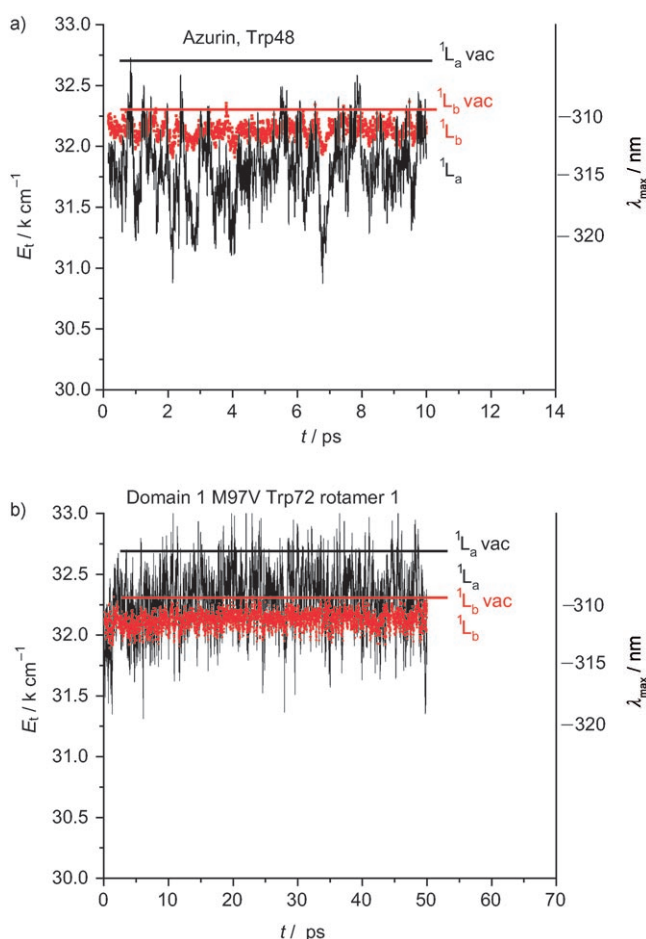 a)
Azurin, Trp48
33.0
32.5
32.0
31.5
31.0
30.5
30.0
Et / k cm⁻¹
0 2 4 6 8 10 12 14
t / ps
¹La vac
¹Lb vac
¹Lb
¹La
310
315
320
λmax / nm
b)
Domain 1 M97V Trp72 rotamer 1
33.0
32.5
32.0
31.5
31.0
30.5
30.0
Et / k cm⁻¹
0 10 20 30 40 50 60 70
t / ps
¹La vac
¹La
¹Lb vac
¹Lb
310
315
320
λmax / nm